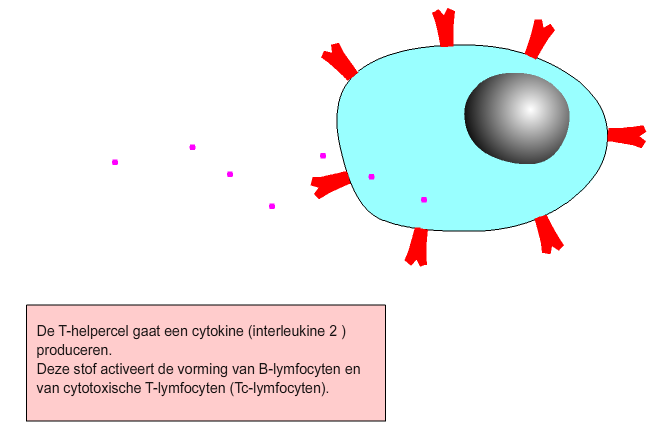 De T-helpercel gaat een cytokine (interleukine 2 )
produceren.
Deze stof activeert de vorming van B-lymfocyten en
van cytotoxische T-lymfocyten (Tc-lymfocyten).